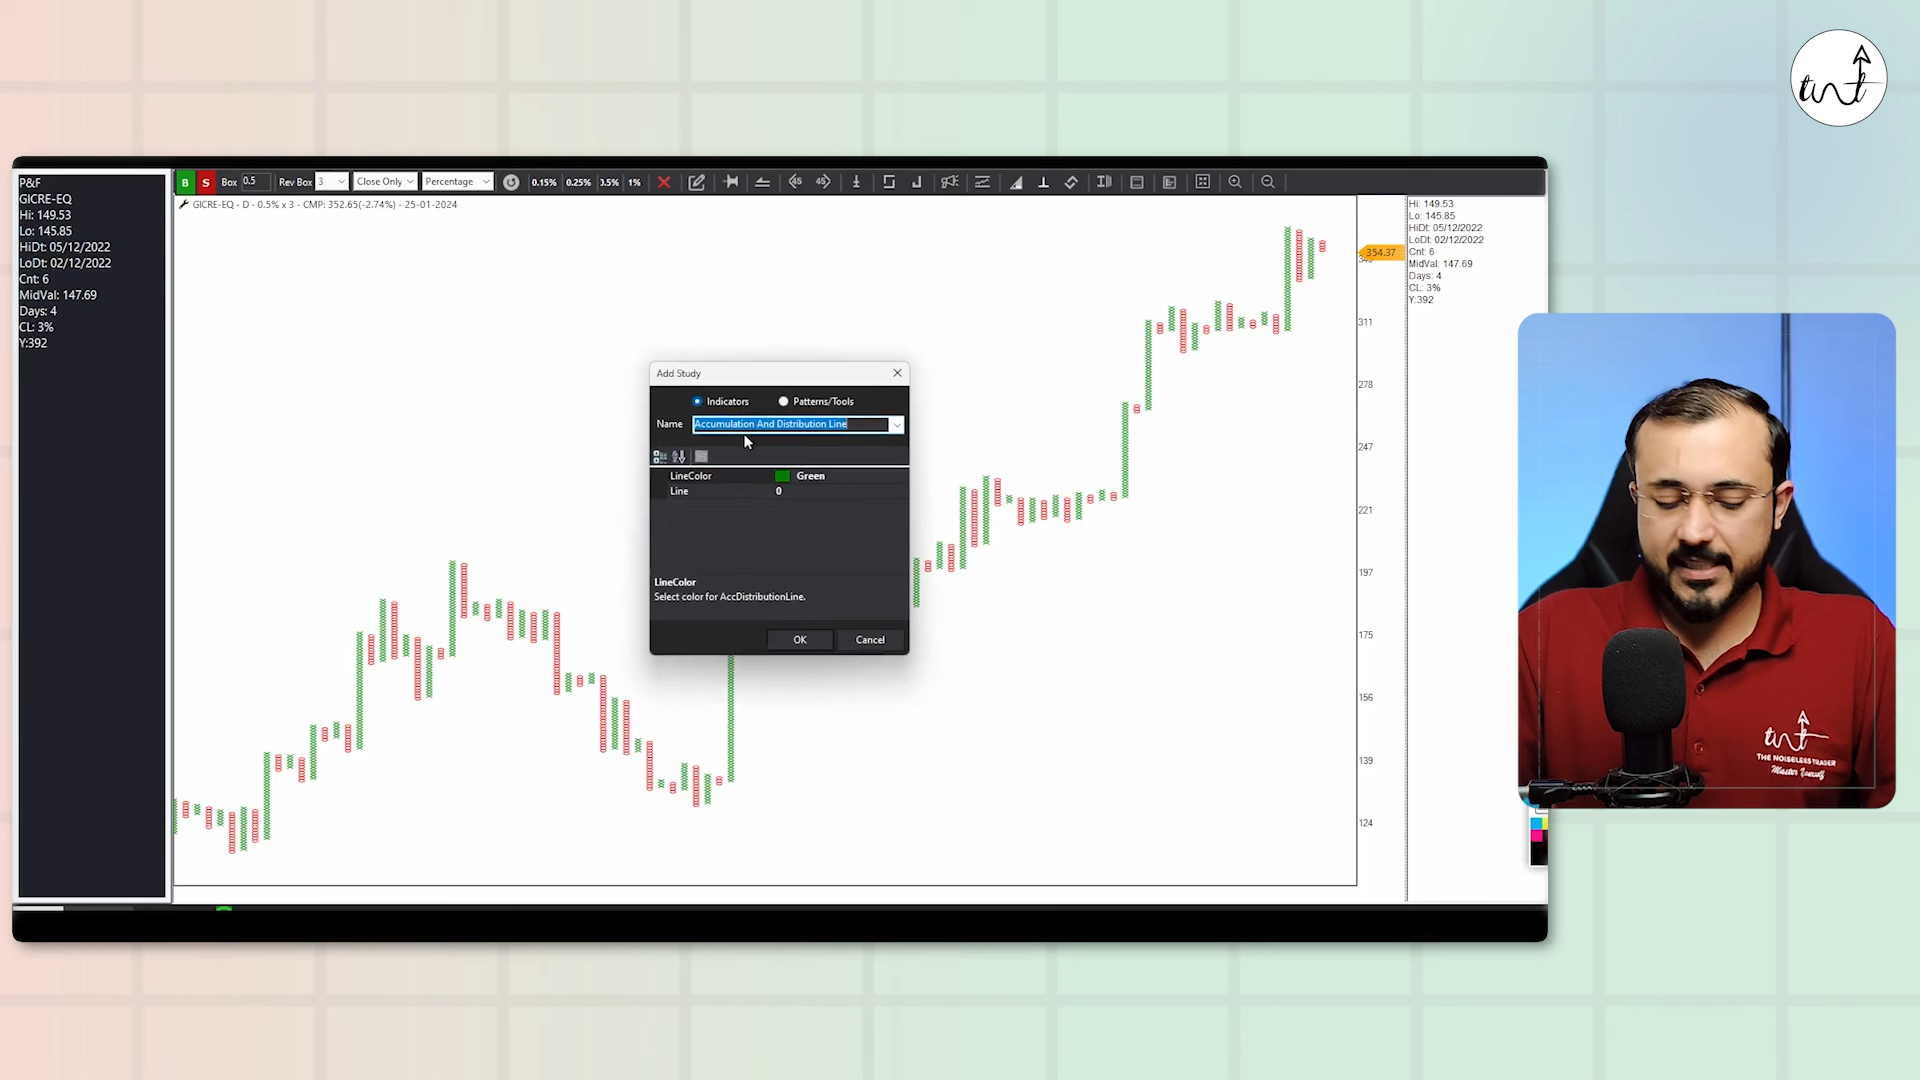 tnt
P&F
GICRE-EQ
Hi: 149.53
Lo: 145.85
HiDt: 05/12/2022
LoDt: 02/12/2022
Cnt: 6
MidVal: 147.69
Days: 4
CL: 3%
Y:392
B S Box 0.5 Rev Box 3 Close Only Percentage 0.15% 0.25% 1%
GICRE-EQ - D - 0.5% x 3 - CMP: 352.65(-2.74%) - 25-01-2024
354.37
311
278
247
221
197
175
156
139
124
Hi: 149.53
Lo: 145.85
HiDt: 05/12/2022
LoDt: 02/12/2022
Cnt: 6
MidVal: 147.69
Days: 4
CL: 3%
Y:392
Add Study
Indicators Patterns/Tools
Name Accumulation And Distribution Line
LineColor Green
Line 0
LineColor
Select color for AccDistributionLine.
OK Cancel
tnt
THE NOISELESS TRADER
Master Yourself